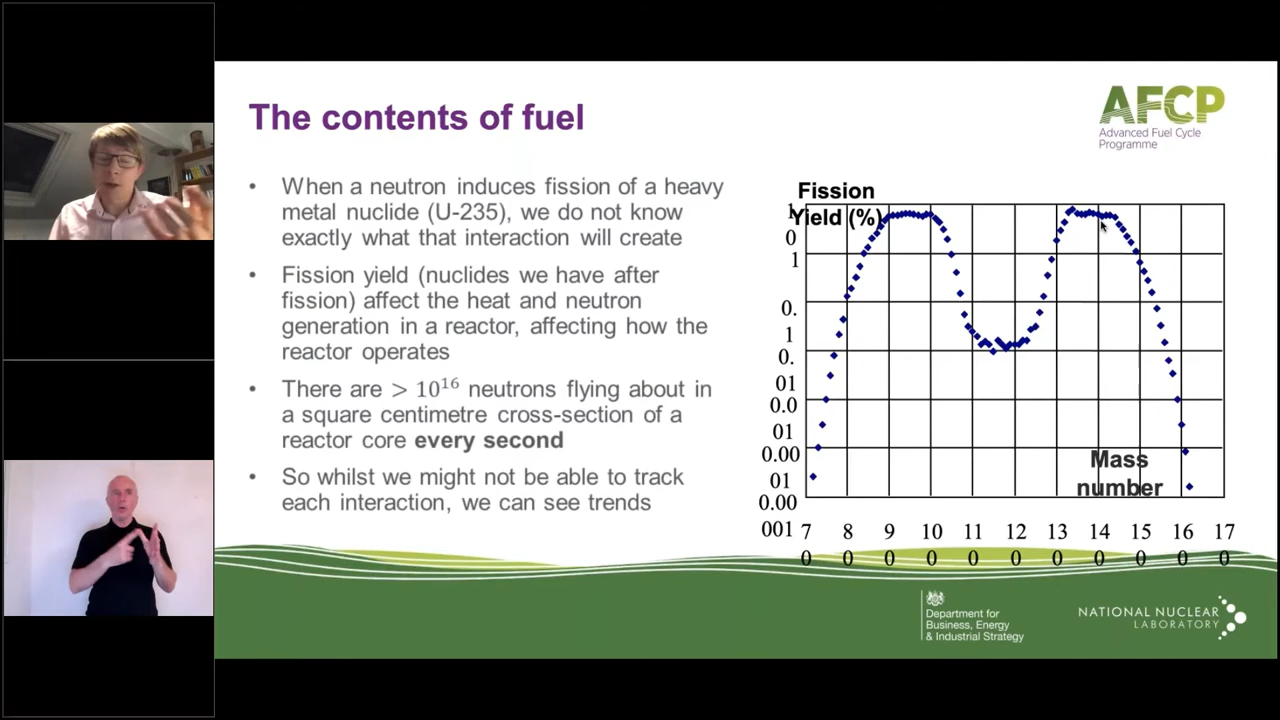 The contents of fuel
AFCP
Advanced Fuel Cycle
Programme
• When a neutron induces fission of a heavy
metal nuclide (U-235), we do not know
exactly what that interaction will create
• Fission yield (nuclides we have after
fission) affect the heat and neutron
generation in a reactor, affecting how the
reactor operates
• There are > 10¹⁶ neutrons flying about in
a square centimetre cross-section of a
reactor core every second
• So whilst we might not be able to track
each interaction, we can see trends
Fission
Yield (%)
1
0
1
0.
1
0.
01
0.0
01
0.00
01
0.00
001
Mass
number
7 8 9 10 11 12 13 14 15 16 17
0 0 0 0 0 0 0 0 0 0 0
Department for
Business, Energy
& Industrial Strategy
NATIONAL NUCLEAR
LABORATORY